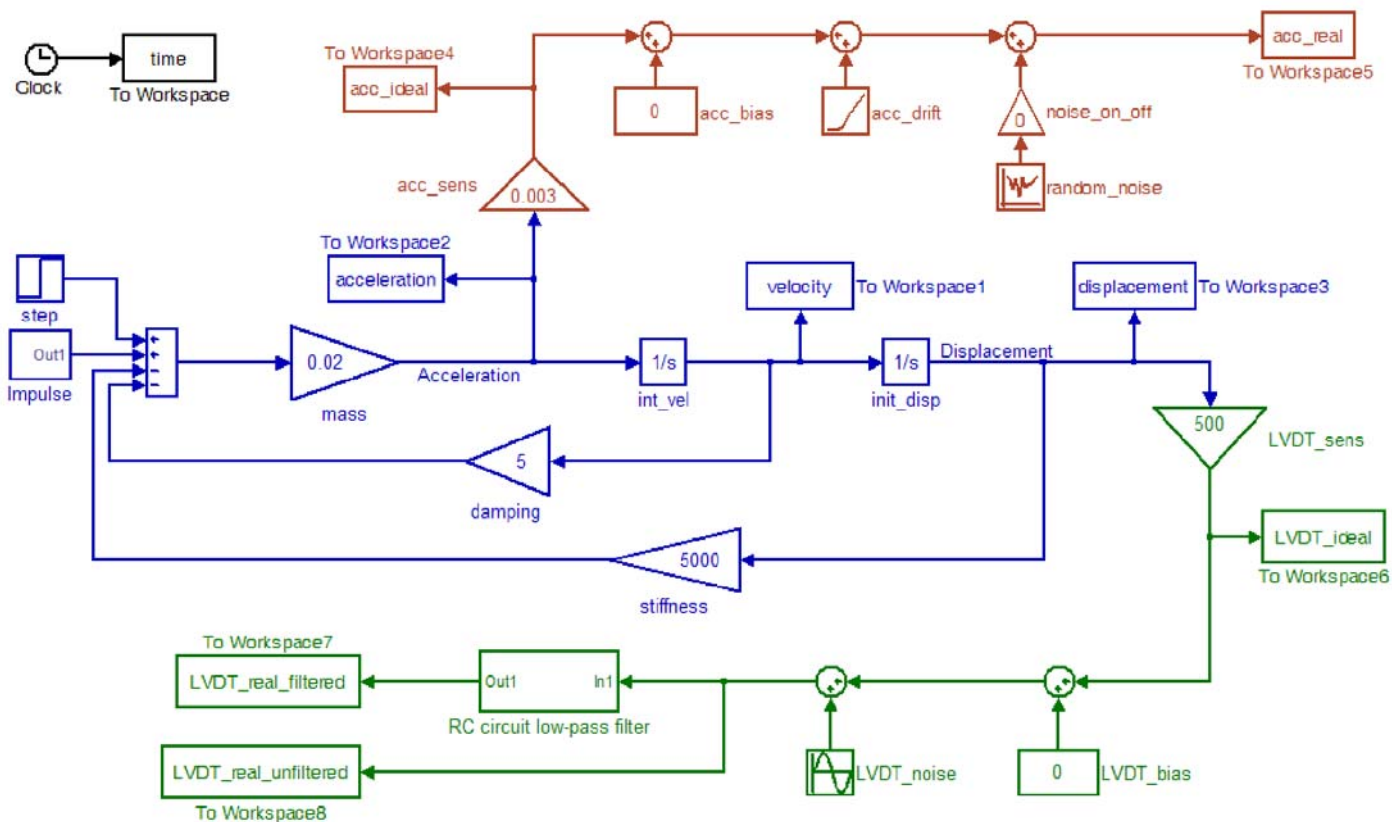 To Workspace4
acc_real
time
To Workspace5
Clock
acc_ideal
To Workspace
0
acc_bias
acc_drift
0
noise_on_off
acc_sens
0.003
random_noise
To Workspace2
acceleration
velocity
To Workspace1
displacement
To Workspace3
step
Out1
Impulse
0.02
mass
Acceleration
1/s
int_vel
1/s
init_disp
Displacement
500
LVDT_sens
5
damping
5000
stiffness
LVDT_ideal
To Workspace6
To Workspace7
LVDT_real_filtered
Out1
In1
RC circuit low-pass filter
LVDT_real_unfiltered
To Workspace8
LVDT_noise
0
LVDT_bias